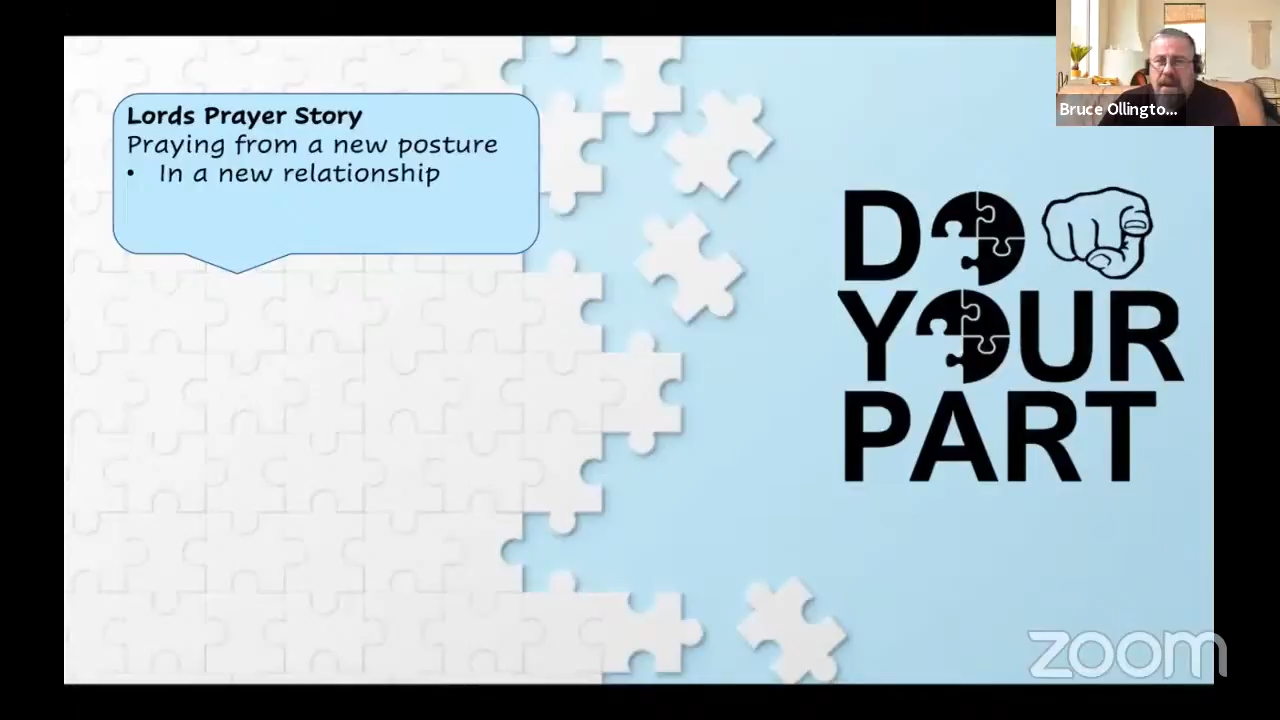 Lords Prayer Story
Praying from a new posture
• In a new relationship
Bruce Ollingto...
DO
YOUR
PART
zoom